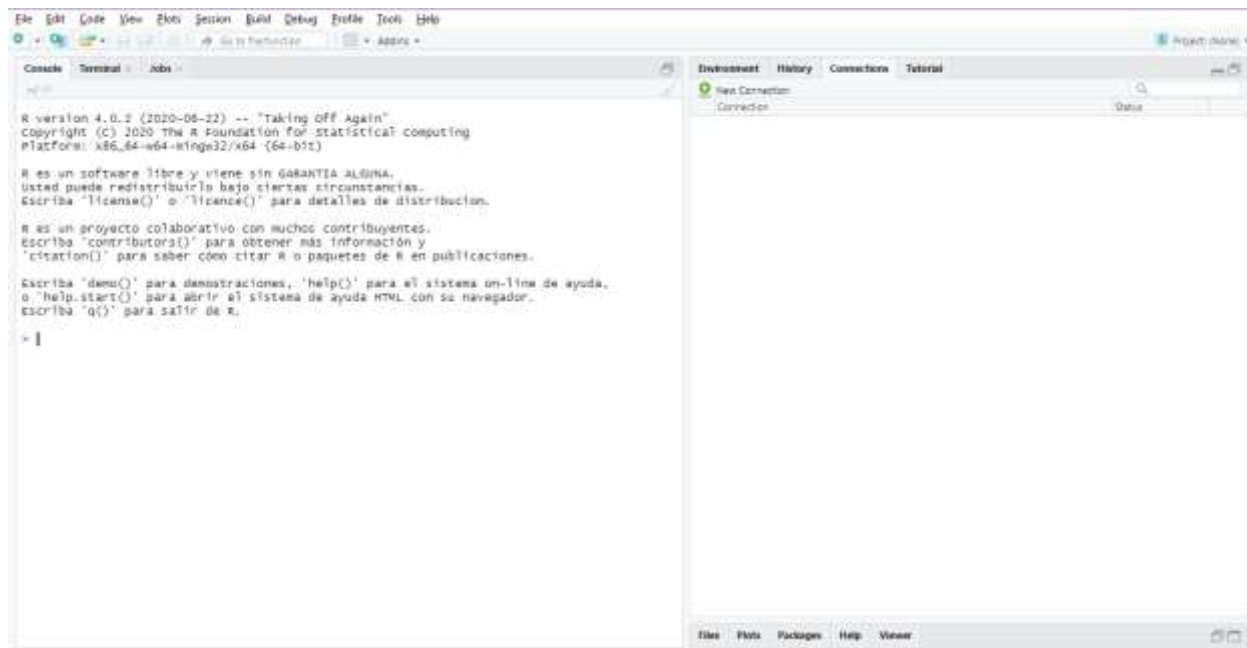 File Edit Code View Plots Session Build Debug Profile Tools Help
Go to file/function Addins Project: (None)
Console Terminal Jobs
R version 4.0.2 (2020-06-22) -- "Taking Off Again"
Copyright (C) 2020 The R Foundation for Statistical Computing
Platform: x86_64-w64-mingw32/x64 (64-bit)
R es un software libre y viene sin GARANTIA ALGUNA.
Usted puede redistribuirlo bajo ciertas circunstancias.
Escriba 'license()' o 'licence()' para detalles de distribucion.
R es un proyecto colaborativo con muchos contribuyentes.
Escriba 'contributors()' para obtener más información y
'citation()' para saber cómo citar R o paquetes de R en publicaciones.
Escriba 'demo()' para demostraciones, 'help()' para el sistema on-line de ayuda,
o 'help.start()' para abrir el sistema de ayuda HTML con su navegador.
Escriba 'q()' para salir de R.
>
Environment History Connections Tutorial
New Connection
Connection Status
Files Plots Packages Help Viewer